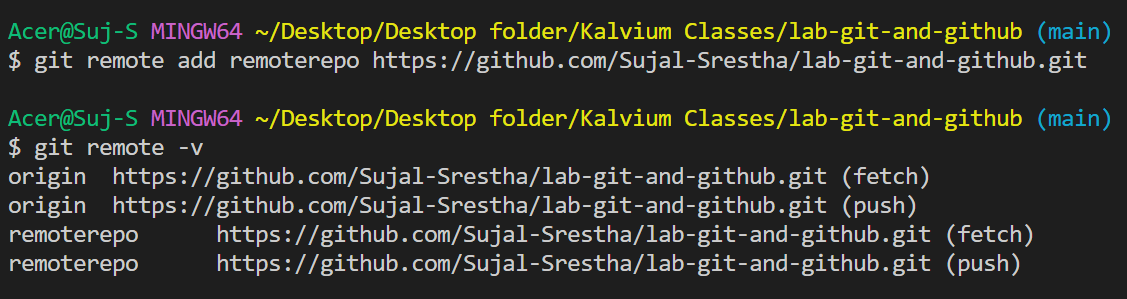 Acer@Suj-S MINGW64 ~/Desktop/Desktop folder/Kalvium Classes/lab-git-and-github (main)
$ git remote add remoterepo https://github.com/Sujal-Srestha/lab-git-and-github.git
Acer@Suj-S MINGW64 ~/Desktop/Desktop folder/Kalvium Classes/lab-git-and-github (main)
$ git remote -v
origin  https://github.com/Sujal-Srestha/lab-git-and-github.git (fetch)
origin  https://github.com/Sujal-Srestha/lab-git-and-github.git (push)
remoterepo      https://github.com/Sujal-Srestha/lab-git-and-github.git (fetch)
remoterepo      https://github.com/Sujal-Srestha/lab-git-and-github.git (push)